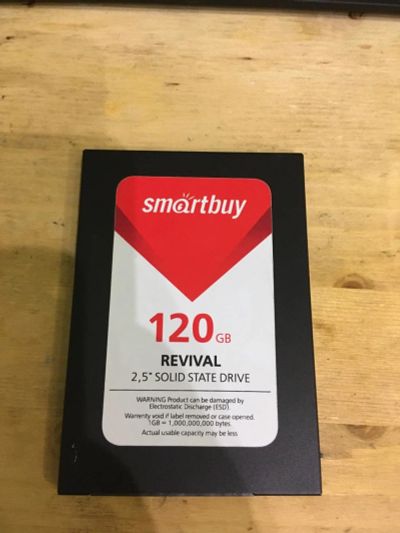 smartbuy
120GB
REVIVAL
2,5" SOLID STATE DRIVE
WARNING Product can be damaged by
Electrostatic Discharge (ESD).
Warrenty void if label removed or case opened.
1GB = 1,000,000,000 bytes.
Actual usable capacity may be less